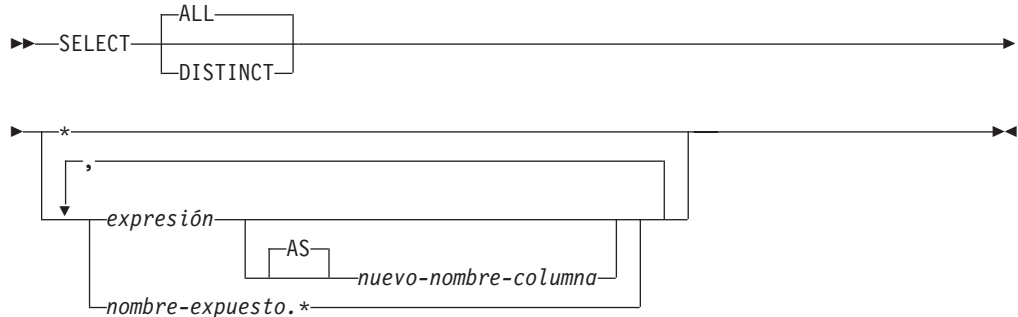 ALL
SELECT
DISTINCT
*
,
expresión
AS
nuevo-nombre-columna
nombre-expuesto.*